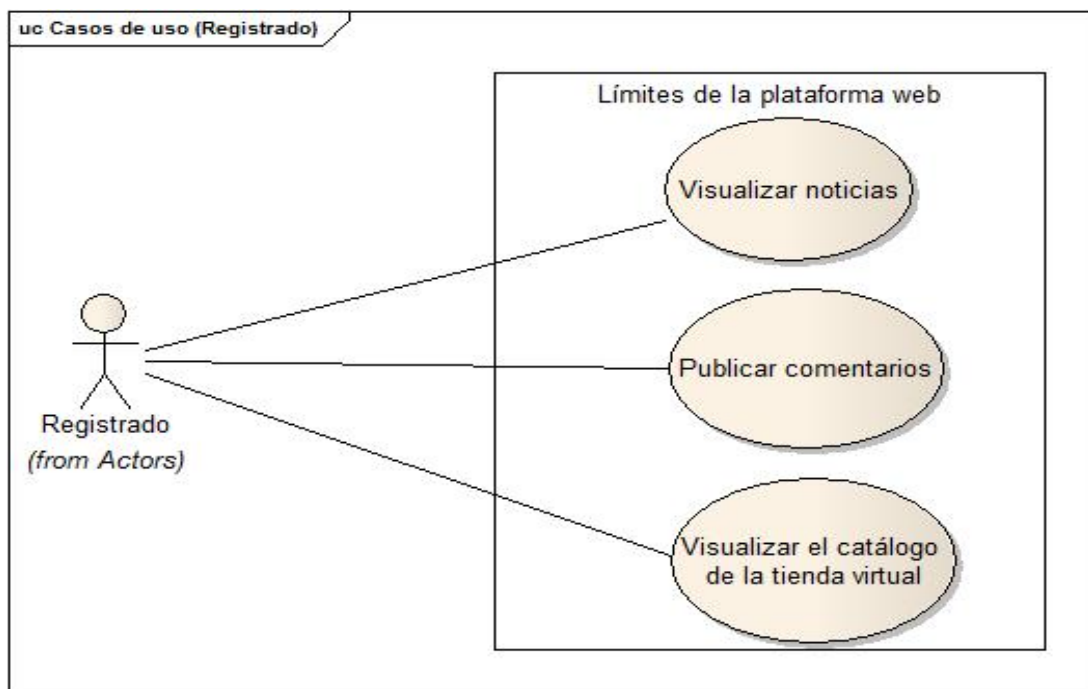 uc Casos de uso (Registrado)
Límites de la plataforma web
Visualizar noticias
Publicar comentarios
Registrado
(from Actors)
Visualizar el catálogo
de la tienda virtual